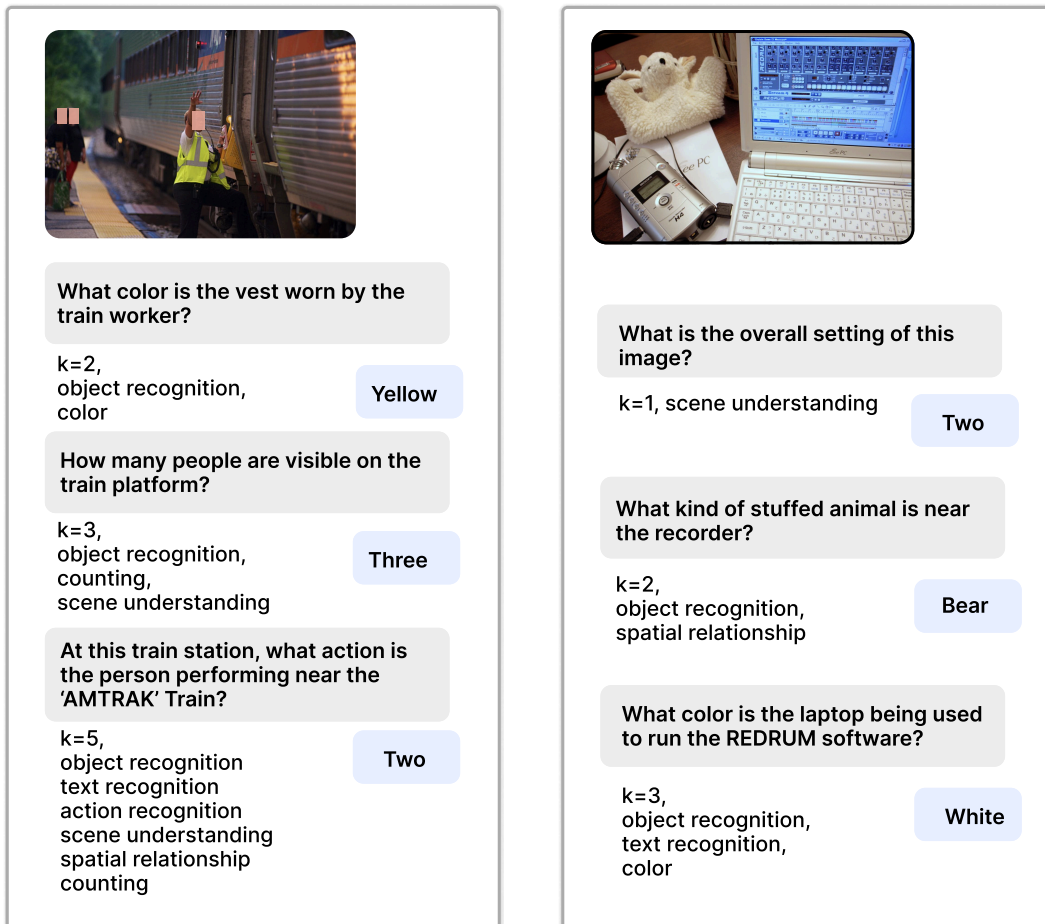 What color is the vest worn by the
train worker?
k=2,
object recognition,
color
Yellow
How many people are visible on the
train platform?
k=3,
object recognition,
counting,
scene understanding
Three
At this train station, what action is
the person performing near the
‘AMTRAK’ Train?
k=5,
object recognition
text recognition
action recognition
scene understanding
spatial relationship
counting
Two
ee PC
H4
What is the overall setting of this
image?
k=1, scene understanding
Two
What kind of stuffed animal is near
the recorder?
k=2,
object recognition,
spatial relationship
Bear
What color is the laptop being used
to run the REDRUM software?
k=3,
object recognition,
text recognition,
color
White